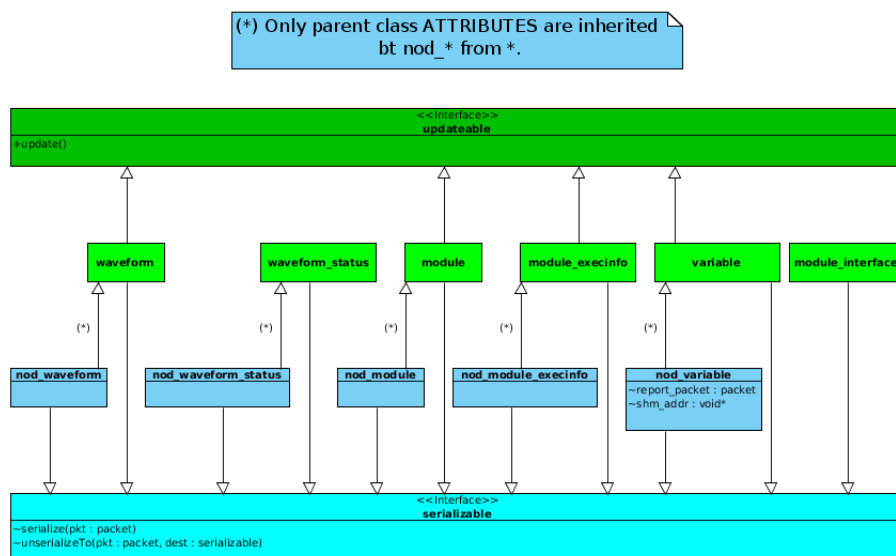 (*) Only parent class ATTRIBUTES are inherited
bt nod_* from *.
<<Interface>>
updateable
+update()
waveform
waveform_status
module
module_execinfo
variable
module_interface
(*)
(*)
(*)
(*)
(*)
nod_waveform
nod_waveform_status
nod_module
nod_module_execinfo
nod_variable
~report_packet : packet
~shm_addr : void*
<<Interface>>
serializable
~serialize(pkt : packet)
~unserializeTo(pkt : packet, dest : serializable)